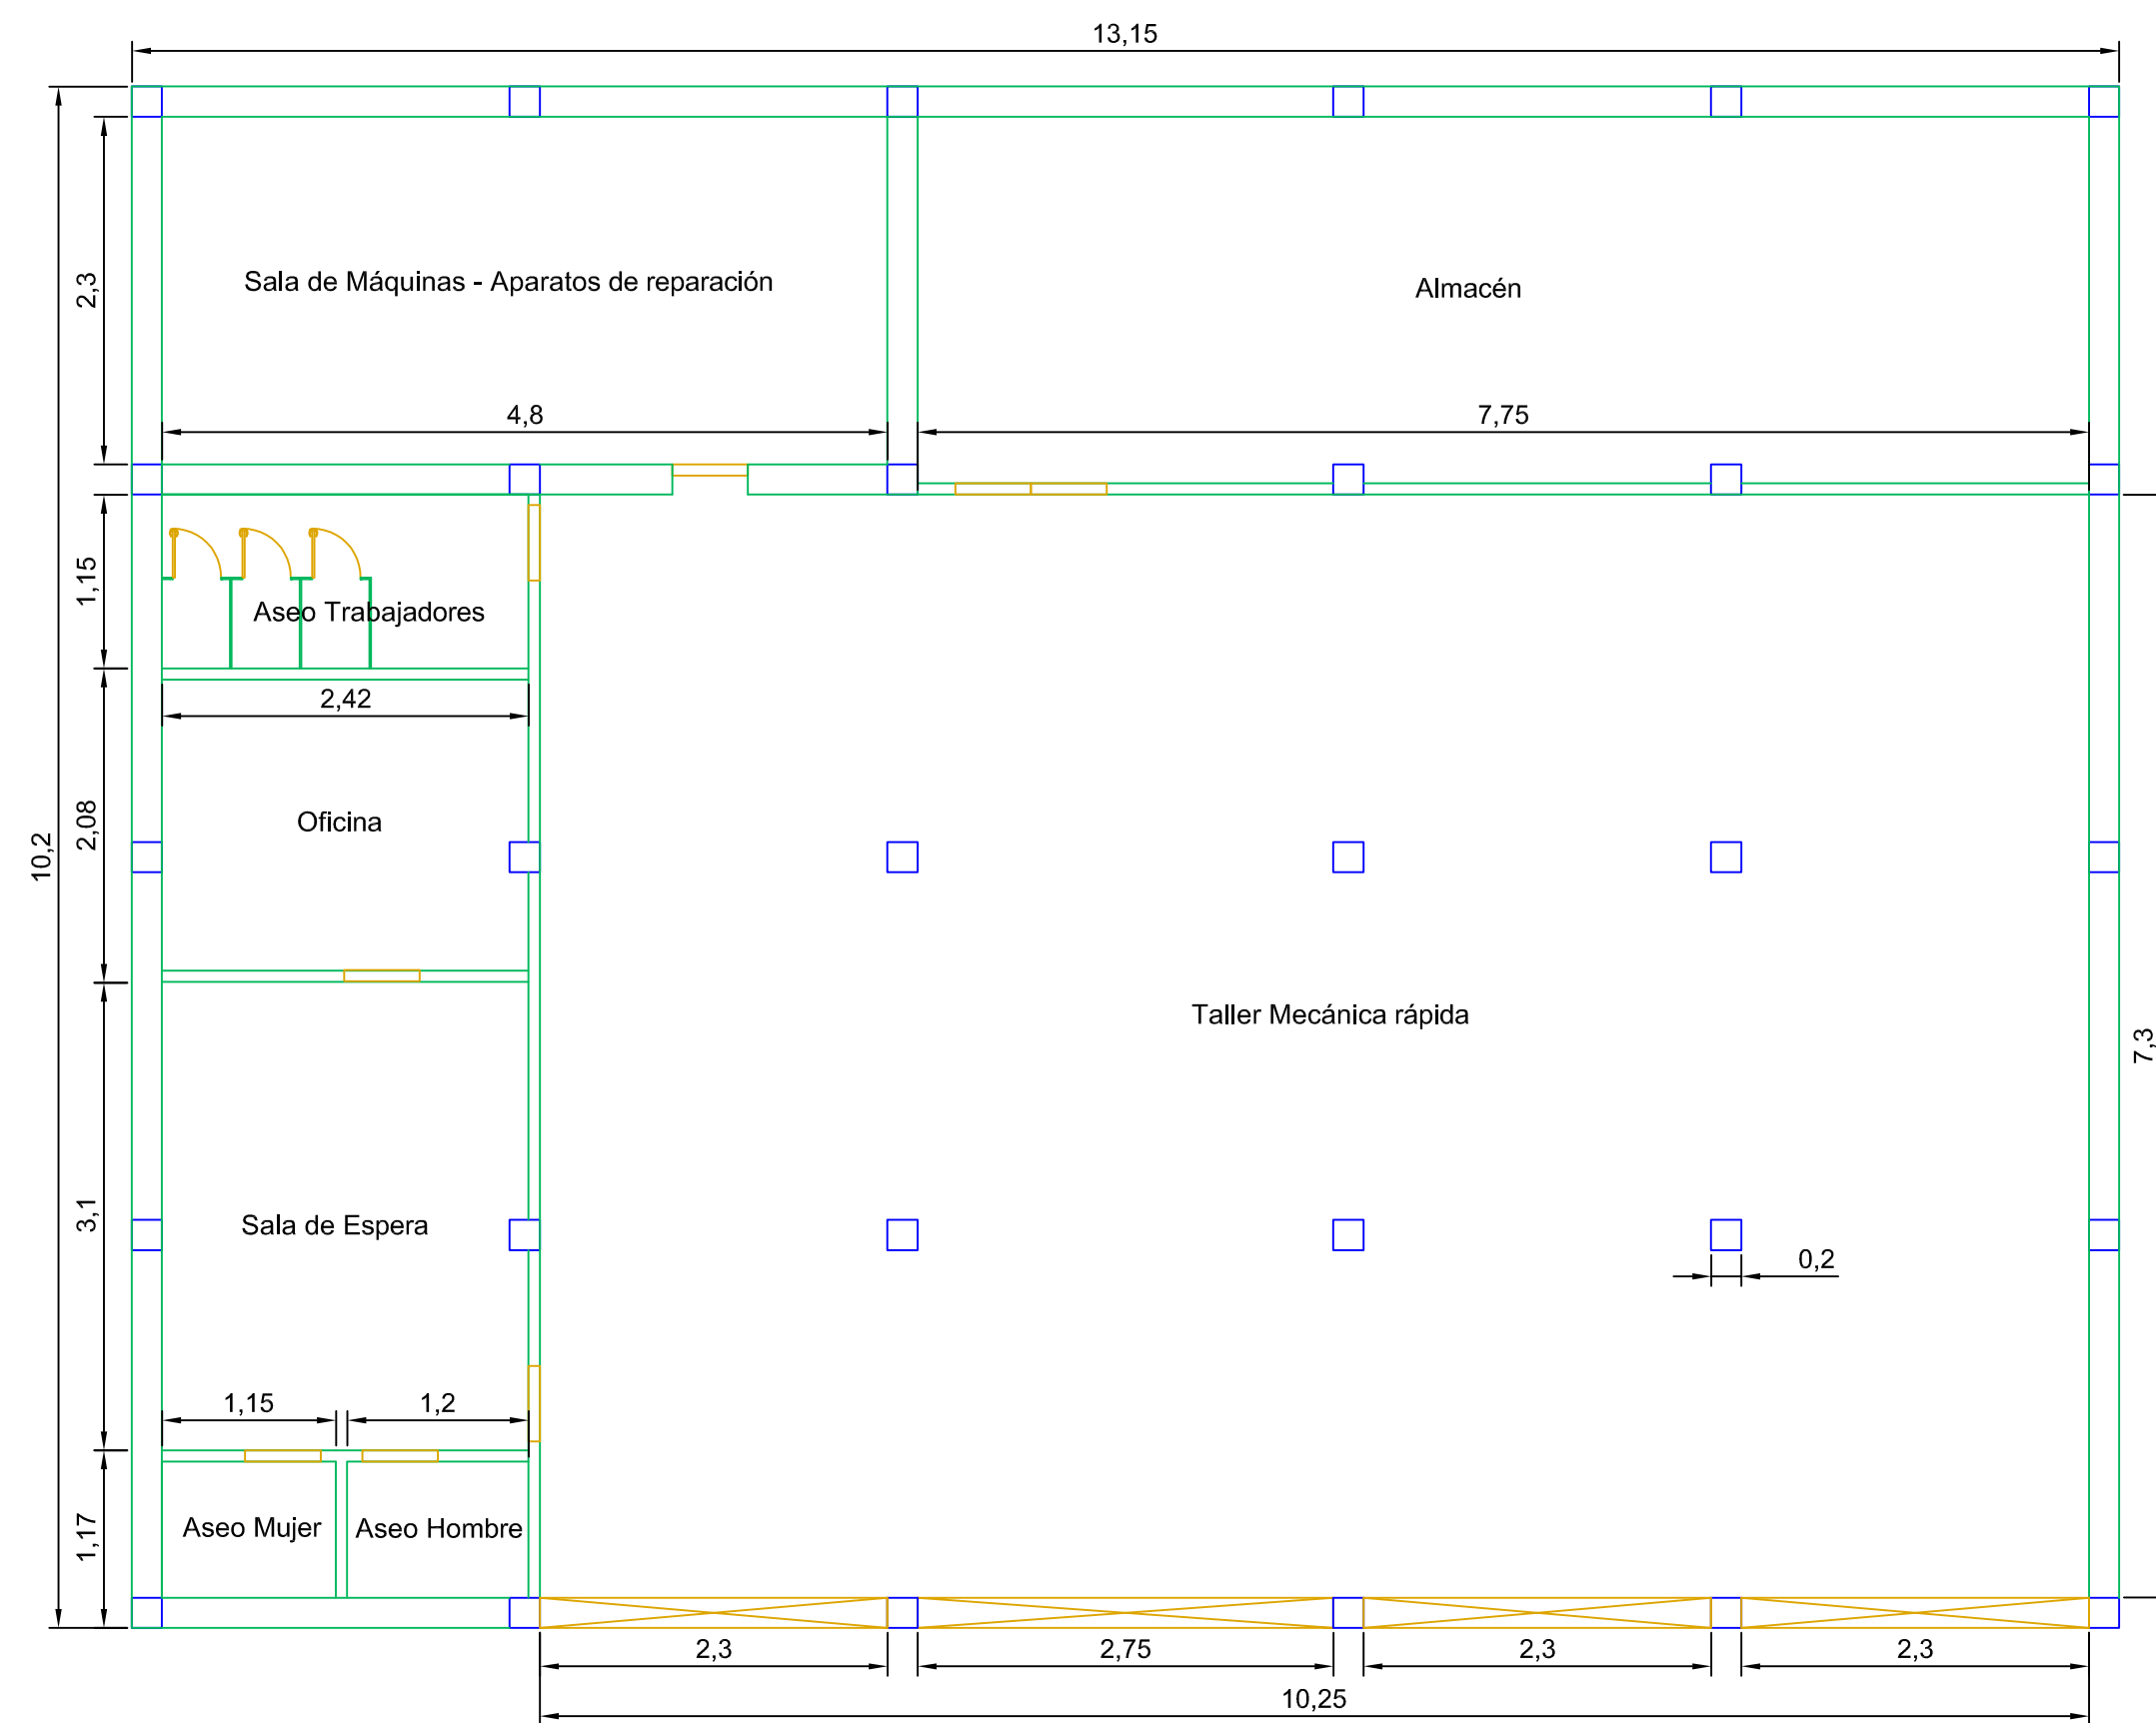 13,15
2,3
Sala de Máquinas - Aparatos de reparación
Almacén
4,8
7,75
1,15
Aseo Trabajadores
2,42
2,08
Oficina
10,2
Taller Mecánica rápida
7,3
3,1
Sala de Espera
0,2
1,15
1,2
1,17
Aseo Mujer
Aseo Hombre
2,3
2,75
2,3
2,3
10,25